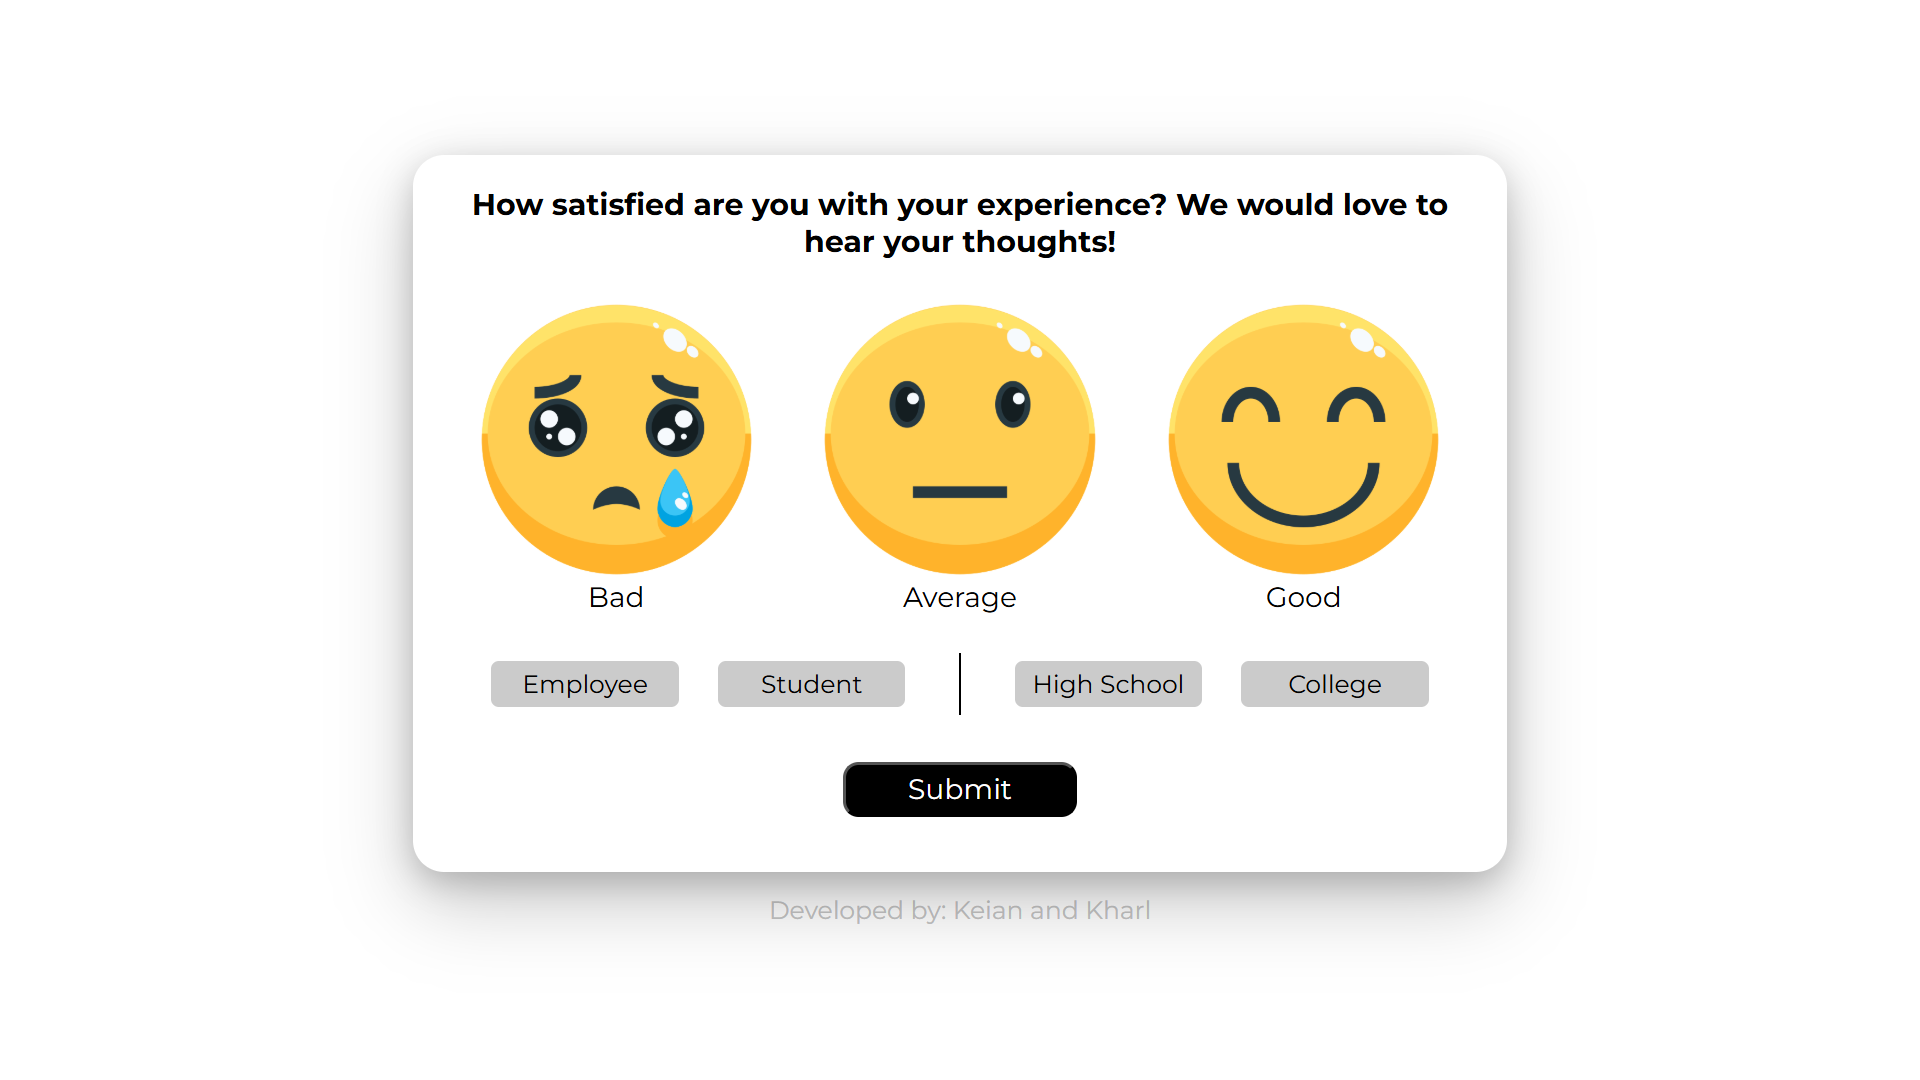 How satisfied are you with your experience? We would love to
hear your thoughts!
Bad
Average
Good
Employee
Student
High School
College
Submit
Developed by: Keian and Kharl